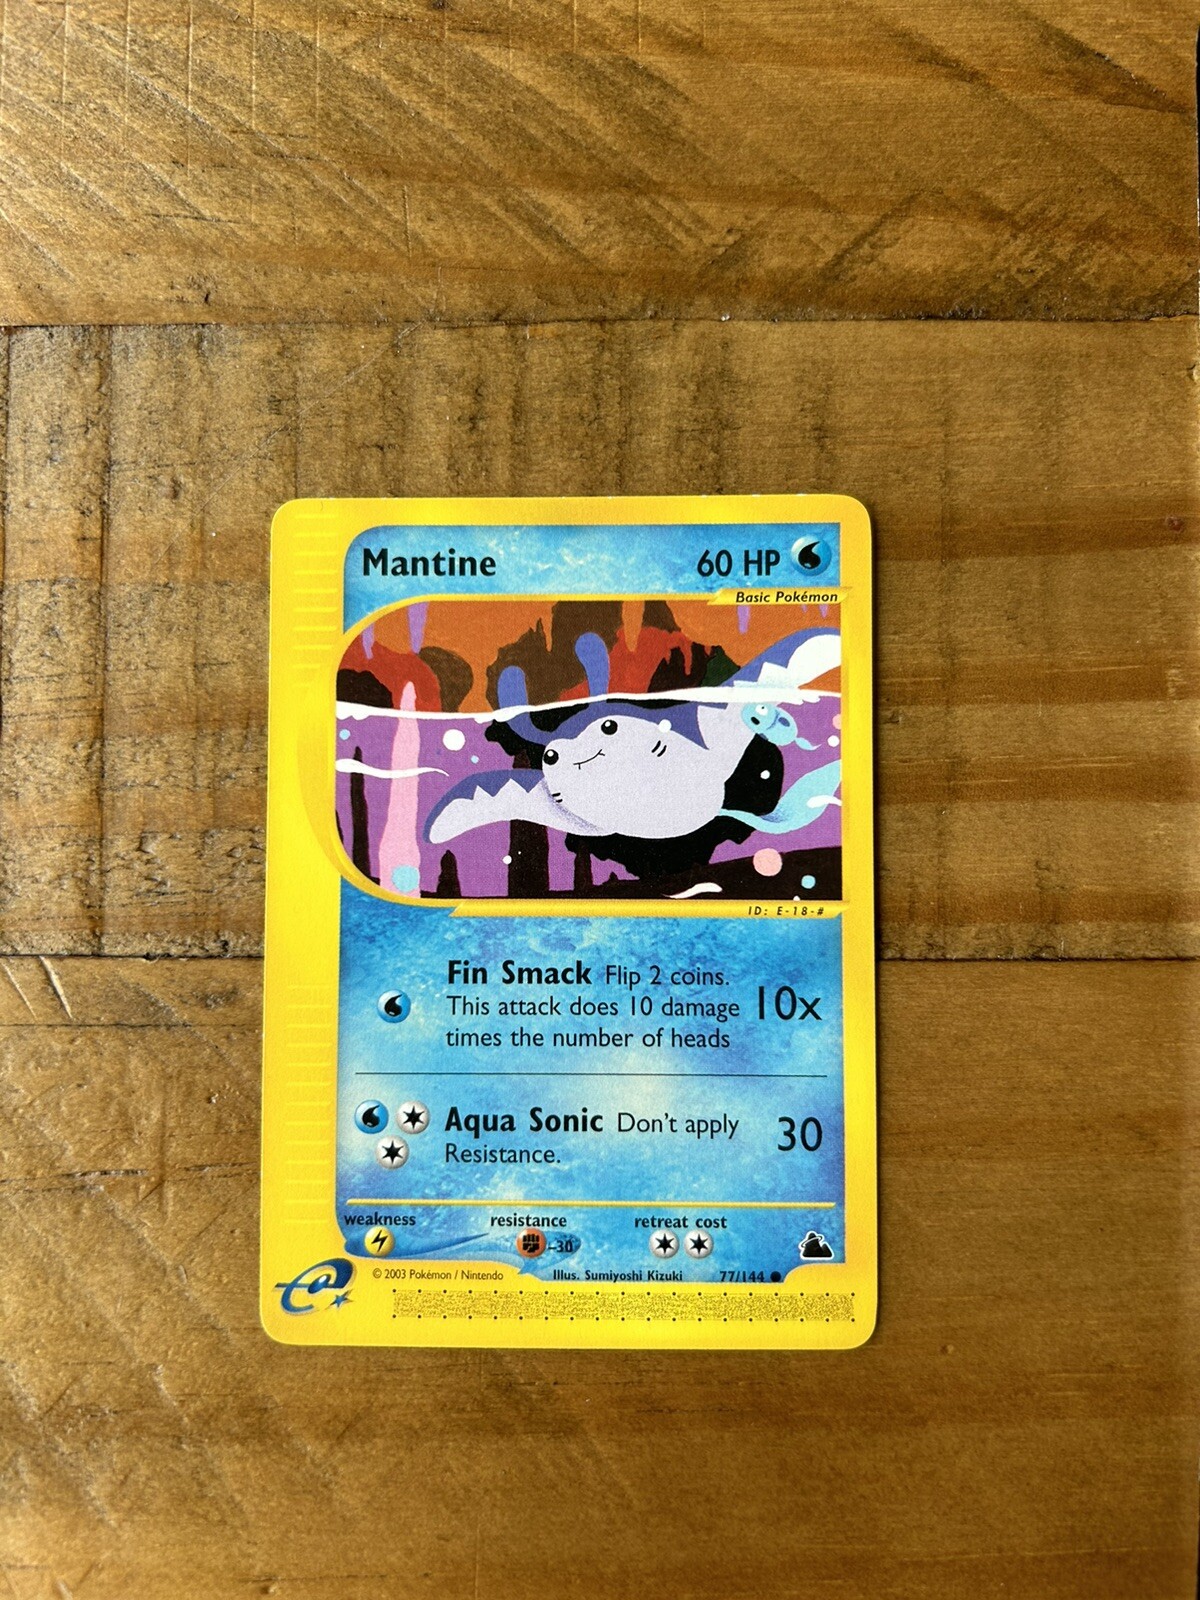 Mantine 60 HP
Basic Pokémon
ID: E-18-#
Fin Smack Flip 2 coins.
This attack does 10 damage 10x
times the number of heads
Aqua Sonic Don't apply 30
Resistance.
weakness resistance retreat cost
-30
© 2003 Pokémon / Nintendo Illus. Sumiyoshi Kizuki 77/144
e